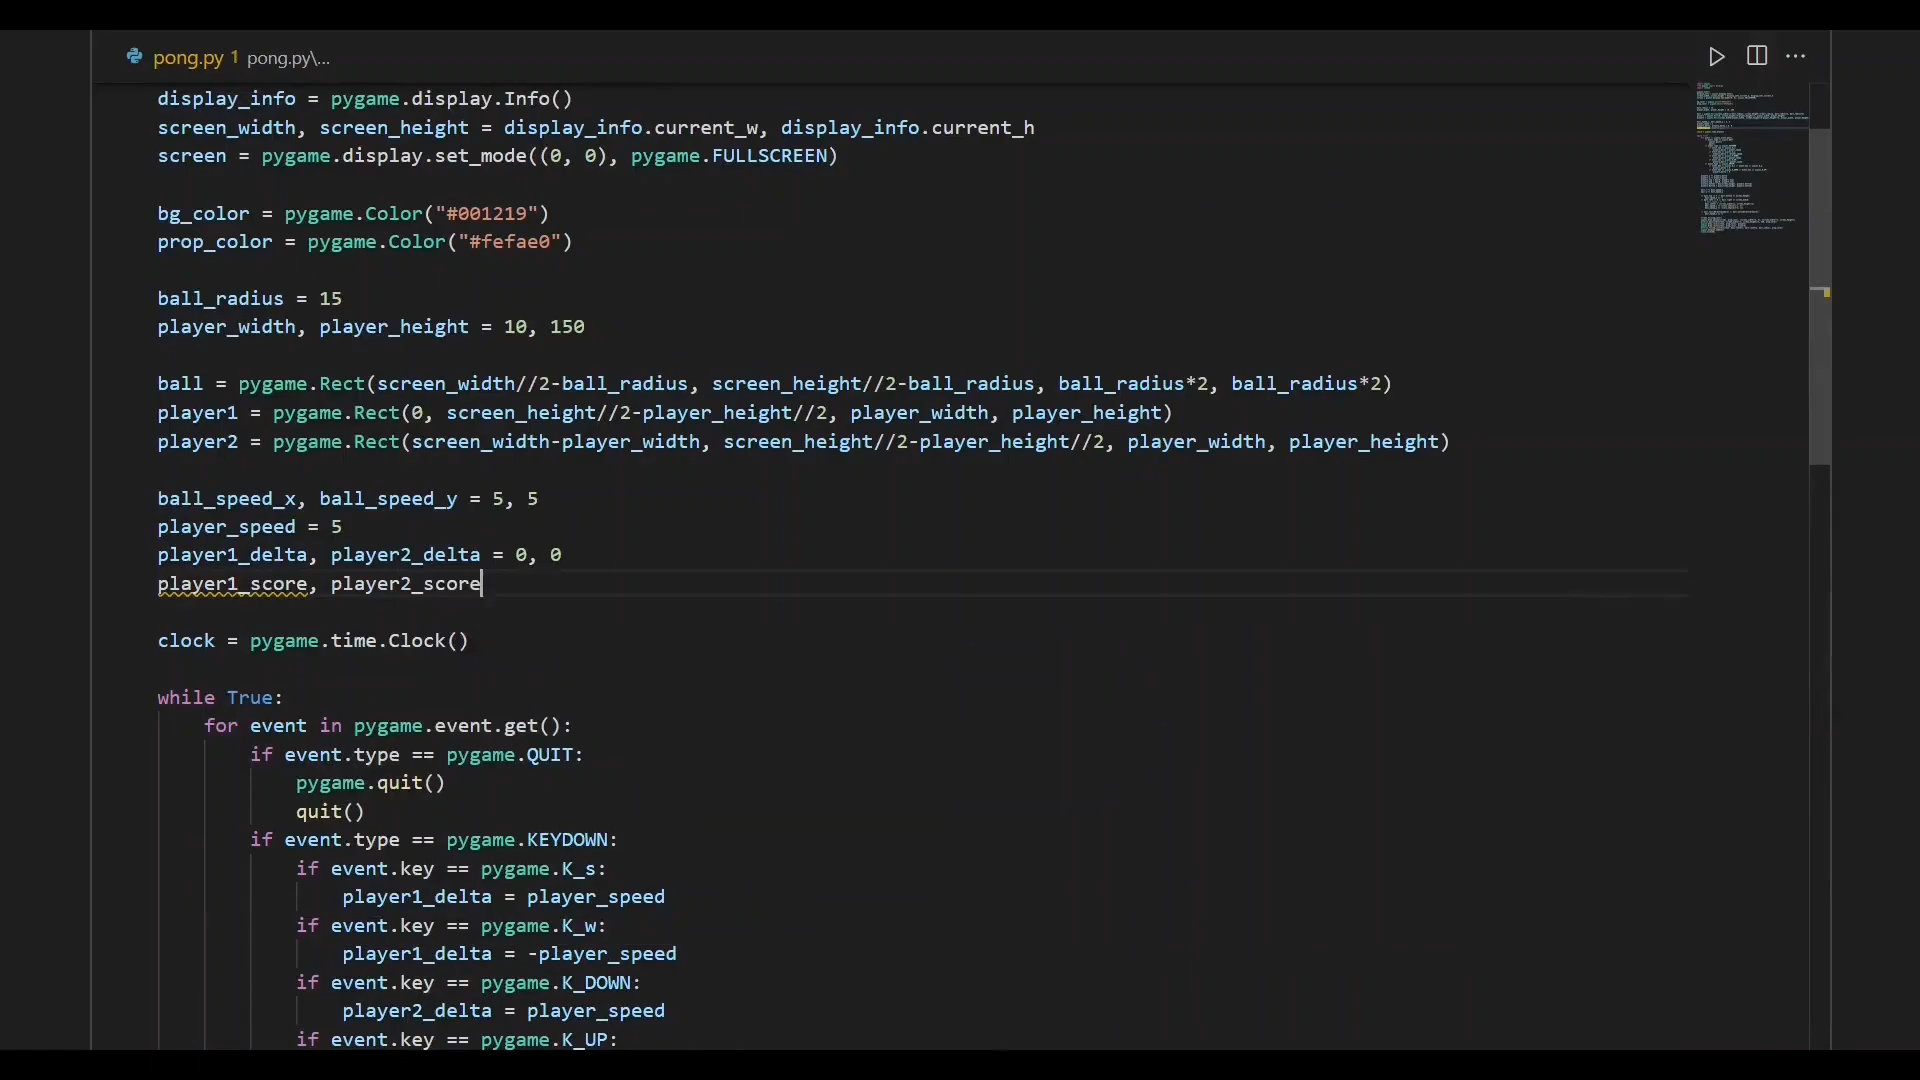 pong.py 1 pong.py\...
display_info = pygame.display.Info()
screen_width, screen_height = display_info.current_w, display_info.current_h
screen = pygame.display.set_mode((0, 0), pygame.FULLSCREEN)
bg_color = pygame.Color("#001219")
prop_color = pygame.Color("#fefae0")
ball_radius = 15
player_width, player_height = 10, 150
ball = pygame.Rect(screen_width//2-ball_radius, screen_height//2-ball_radius, ball_radius*2, ball_radius*2)
player1 = pygame.Rect(0, screen_height//2-player_height//2, player_width, player_height)
player2 = pygame.Rect(screen_width-player_width, screen_height//2-player_height//2, player_width, player_height)
ball_speed_x, ball_speed_y = 5, 5
player_speed = 5
player1_delta, player2_delta = 0, 0
player1_score, player2_score
clock = pygame.time.Clock()
while True:
    for event in pygame.event.get():
        if event.type == pygame.QUIT:
            pygame.quit()
            quit()
        if event.type == pygame.KEYDOWN:
            if event.key == pygame.K_s:
                player1_delta = player_speed
            if event.key == pygame.K_w:
                player1_delta = -player_speed
            if event.key == pygame.K_DOWN:
                player2_delta = player_speed
            if event.key == pygame.K_UP: